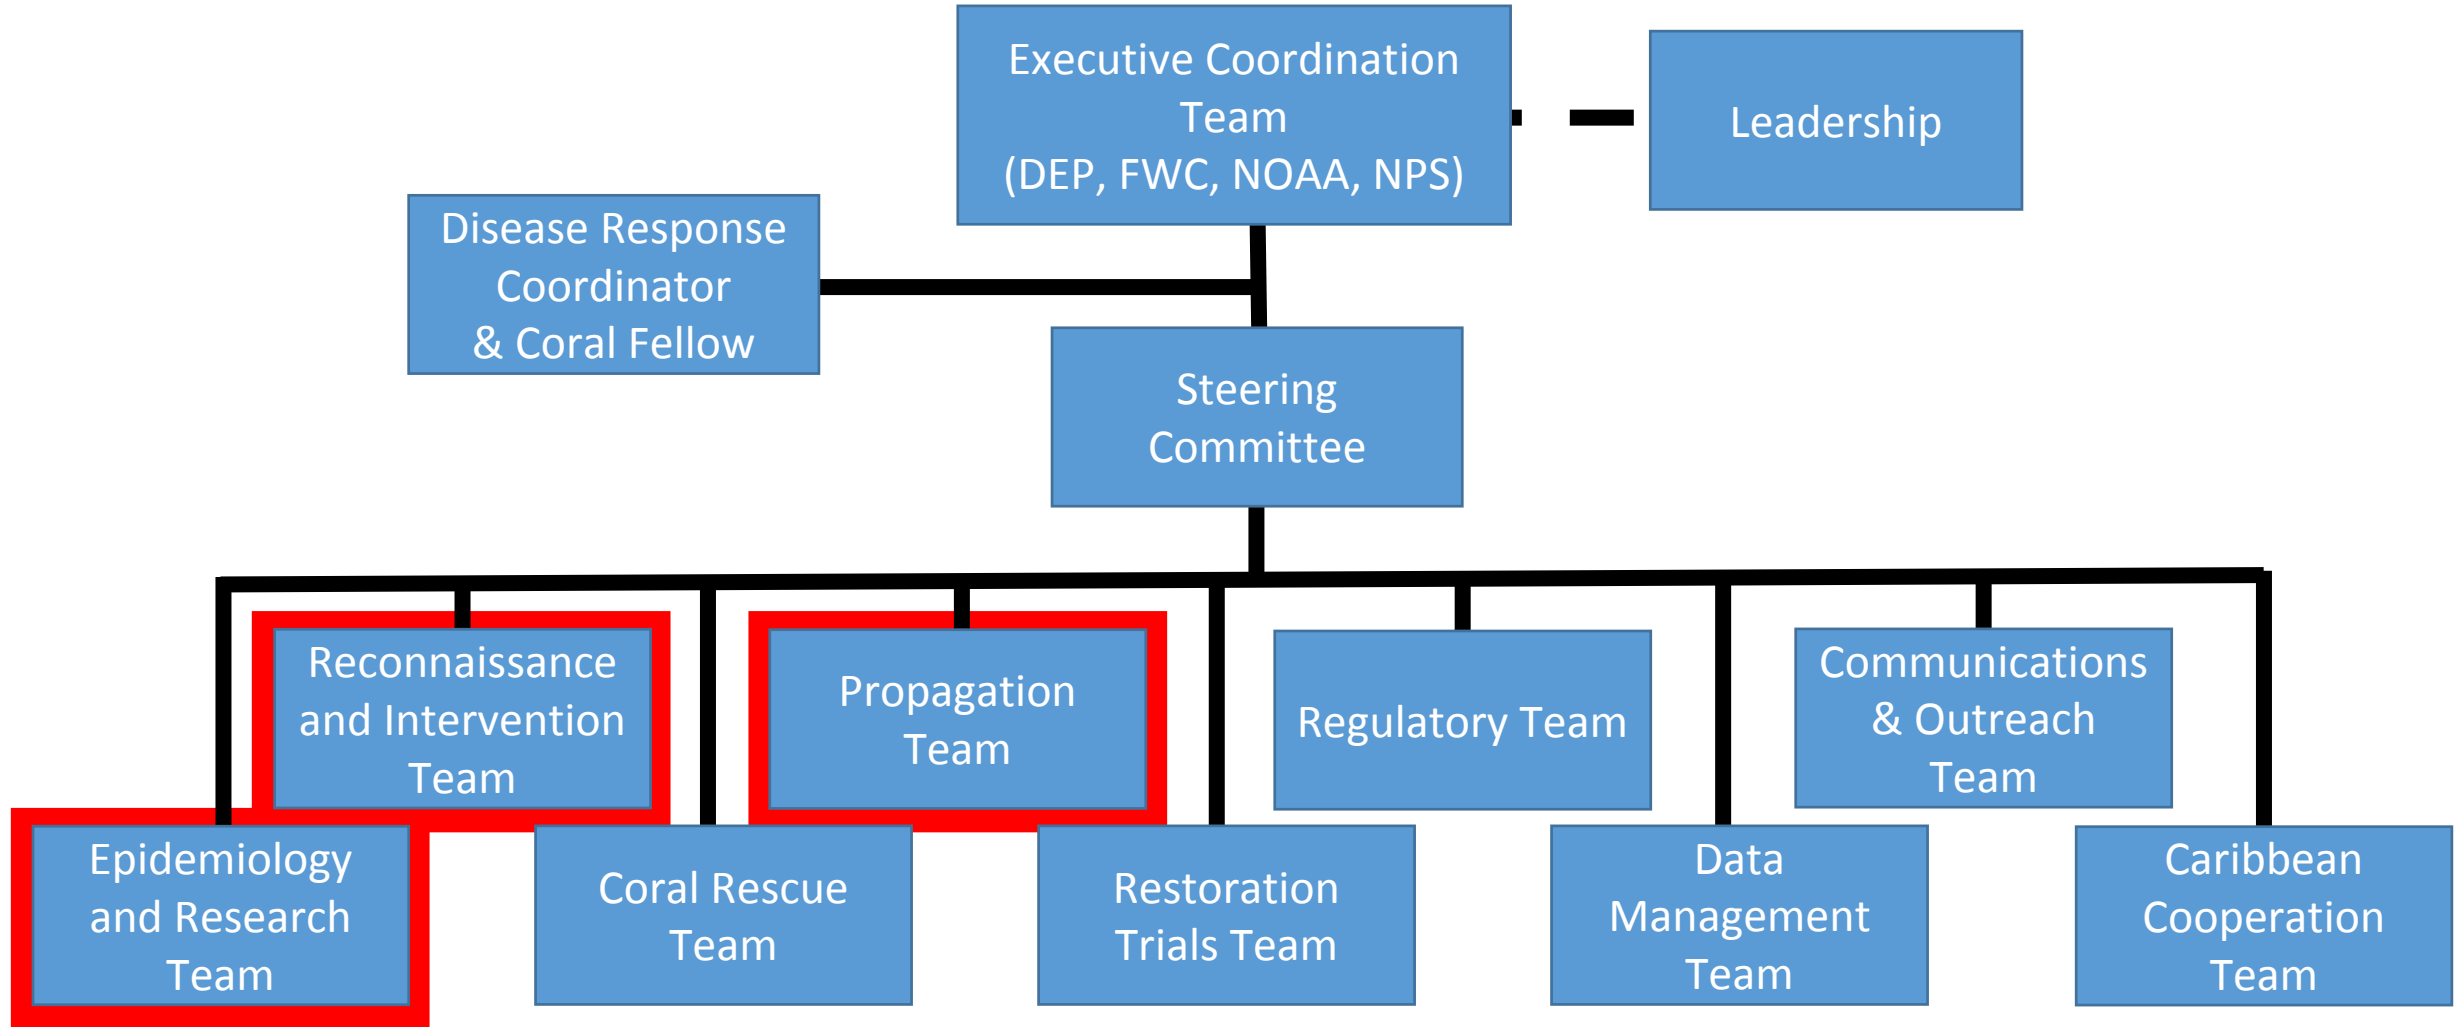 Executive Coordination
Team
(DEP, FWC, NOAA, NPS)
Leadership
Disease Response
Coordinator
& Coral Fellow
Steering
Committee
Reconnaissance
and Intervention
Team
Propagation
Team
Regulatory Team
Communications
& Outreach
Team
Epidemiology
and Research
Team
Coral Rescue
Team
Restoration
Trials Team
Data
Management
Team
Caribbean
Cooperation
Team